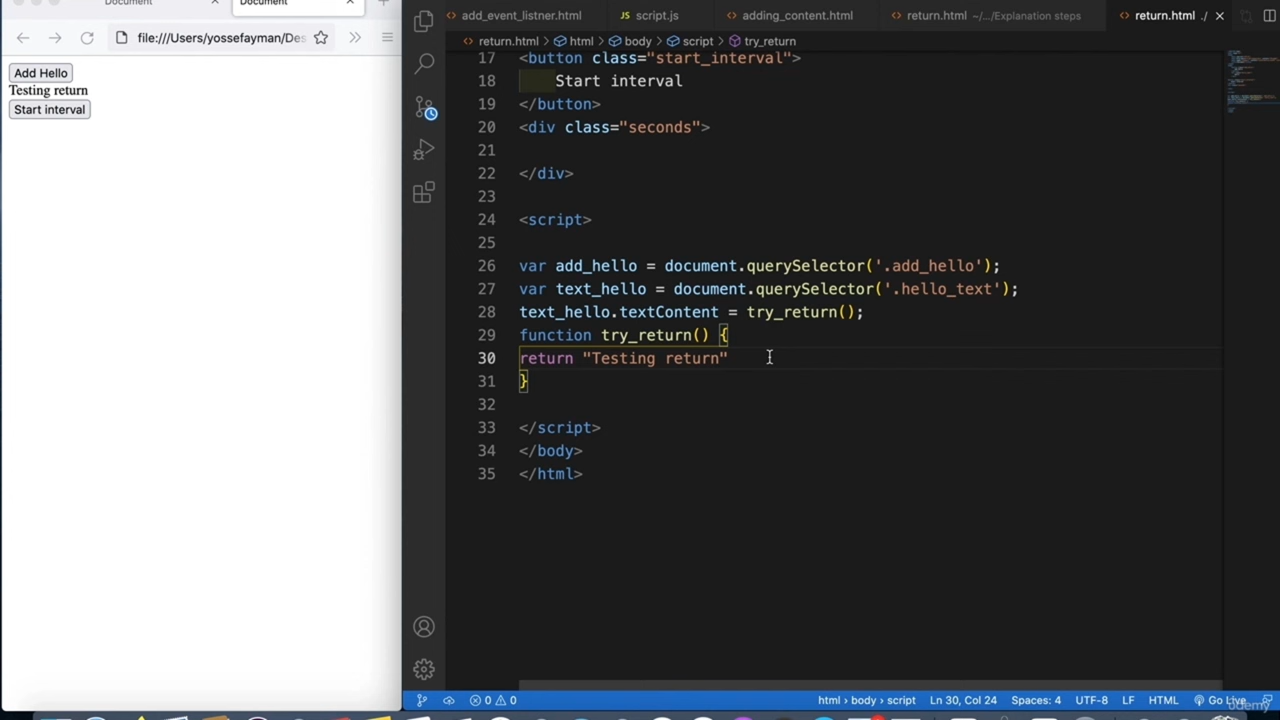 Document
Document
add_event_listner.html
script.js
adding_content.html
return.html ~/.../Explanation steps
return.html ./
file:///Users/yossefayman/Des
return.html > html > body > script > try_return
Add Hello
Testing return
Start interval
17 <button class="start_interval">
18 Start interval
19 </button>
20 <div class="seconds">
21
22 </div>
23
24 <script>
25
26 var add_hello = document.querySelector('.add_hello');
27 var text_hello = document.querySelector('.hello_text');
28 text_hello.textContent = try_return();
29 function try_return() {
30 return "Testing return"
31 }
32
33 </script>
34 </body>
35 </html>
0 0
html > body > script
Ln 30, Col 24
Spaces: 4
UTF-8
LF
HTML
Go Live
udemy